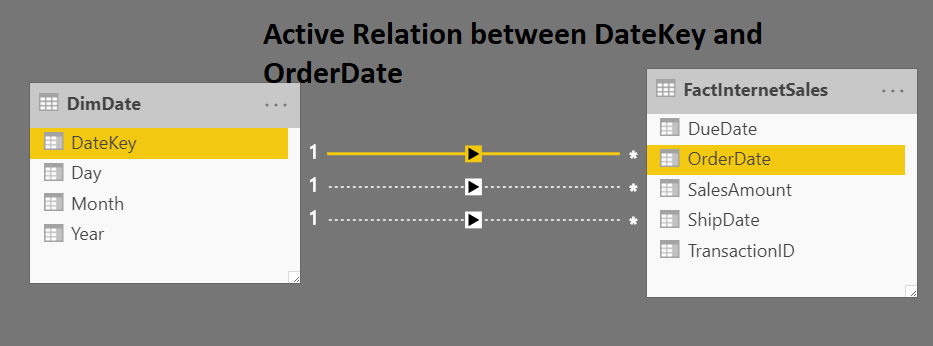 Active Relation between DateKey and
OrderDate
DimDate
...
DateKey
Day
Month
Year
1 *
1 *
1 *
FactInternetSales
...
DueDate
OrderDate
SalesAmount
ShipDate
TransactionID